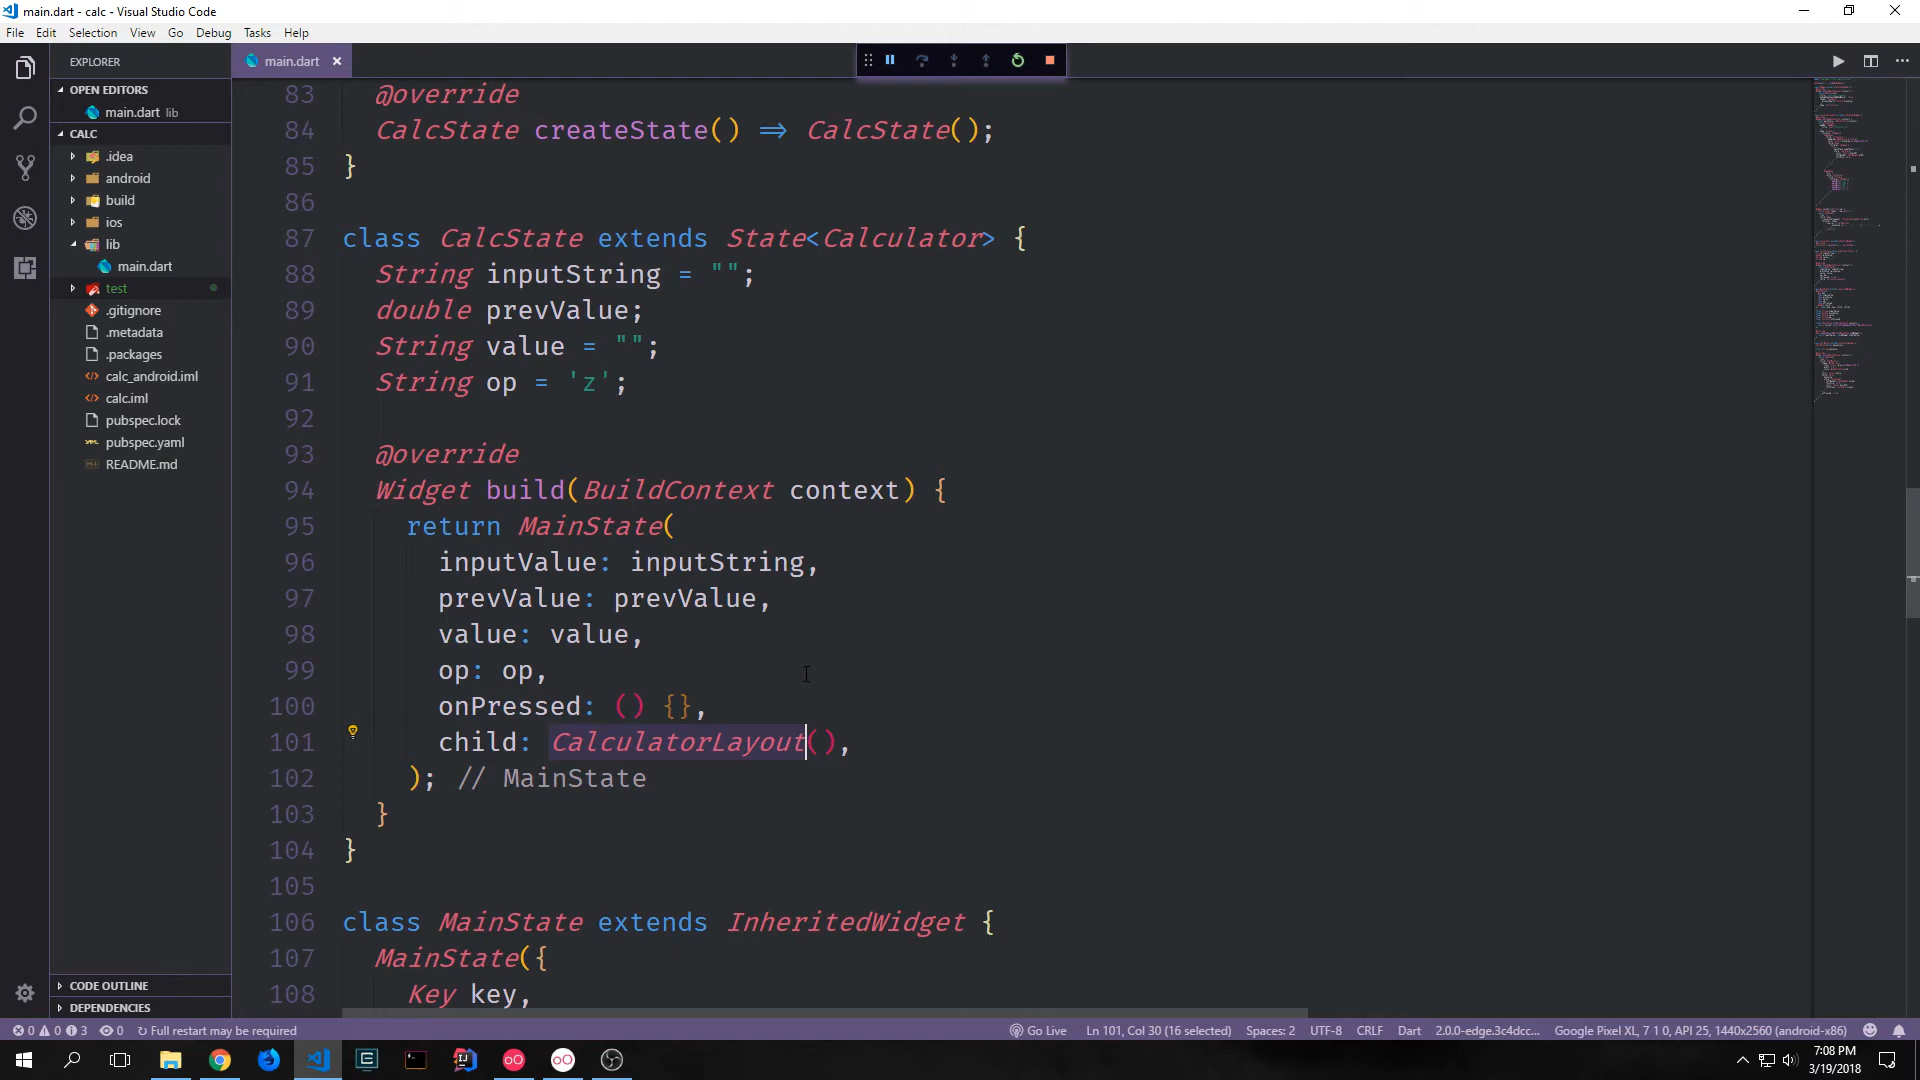 main.dart - calc - Visual Studio Code
File Edit Selection View Go Debug Tasks Help
EXPLORER
main.dart
OPEN EDITORS
main.dart lib
CALC
.idea
android
build
ios
lib
main.dart
test
.gitignore
.metadata
.packages
calc_android.iml
calc.iml
pubspec.lock
pubspec.yaml
README.md
CODE OUTLINE
DEPENDENCIES
83 @override
84 CalcState createState() => CalcState();
85 }
86
87 class CalcState extends State<Calculator> {
88 String inputString = "";
89 double prevValue;
90 String value = "";
91 String op = 'z';
92
93 @override
94 Widget build(BuildContext context) {
95 return MainState(
96 inputValue: inputString,
97 prevValue: prevValue,
98 value: value,
99 op: op,
100 onPressed: () {},
101 child: CalculatorLayout(),
102 ); // MainState
103 }
104 }
105
106 class MainState extends InheritedWidget {
107 MainState({
108 Key key,
0 0 3 0 Full restart may be required
Go Live Ln 101, Col 30 (16 selected) Spaces: 2 UTF-8 CRLF Dart 2.0.0-edge.3c4dcc... Google Pixel XL, 7 1 0, API 25, 1440x2560 (android-x86)
7:08 PM
3/19/2018